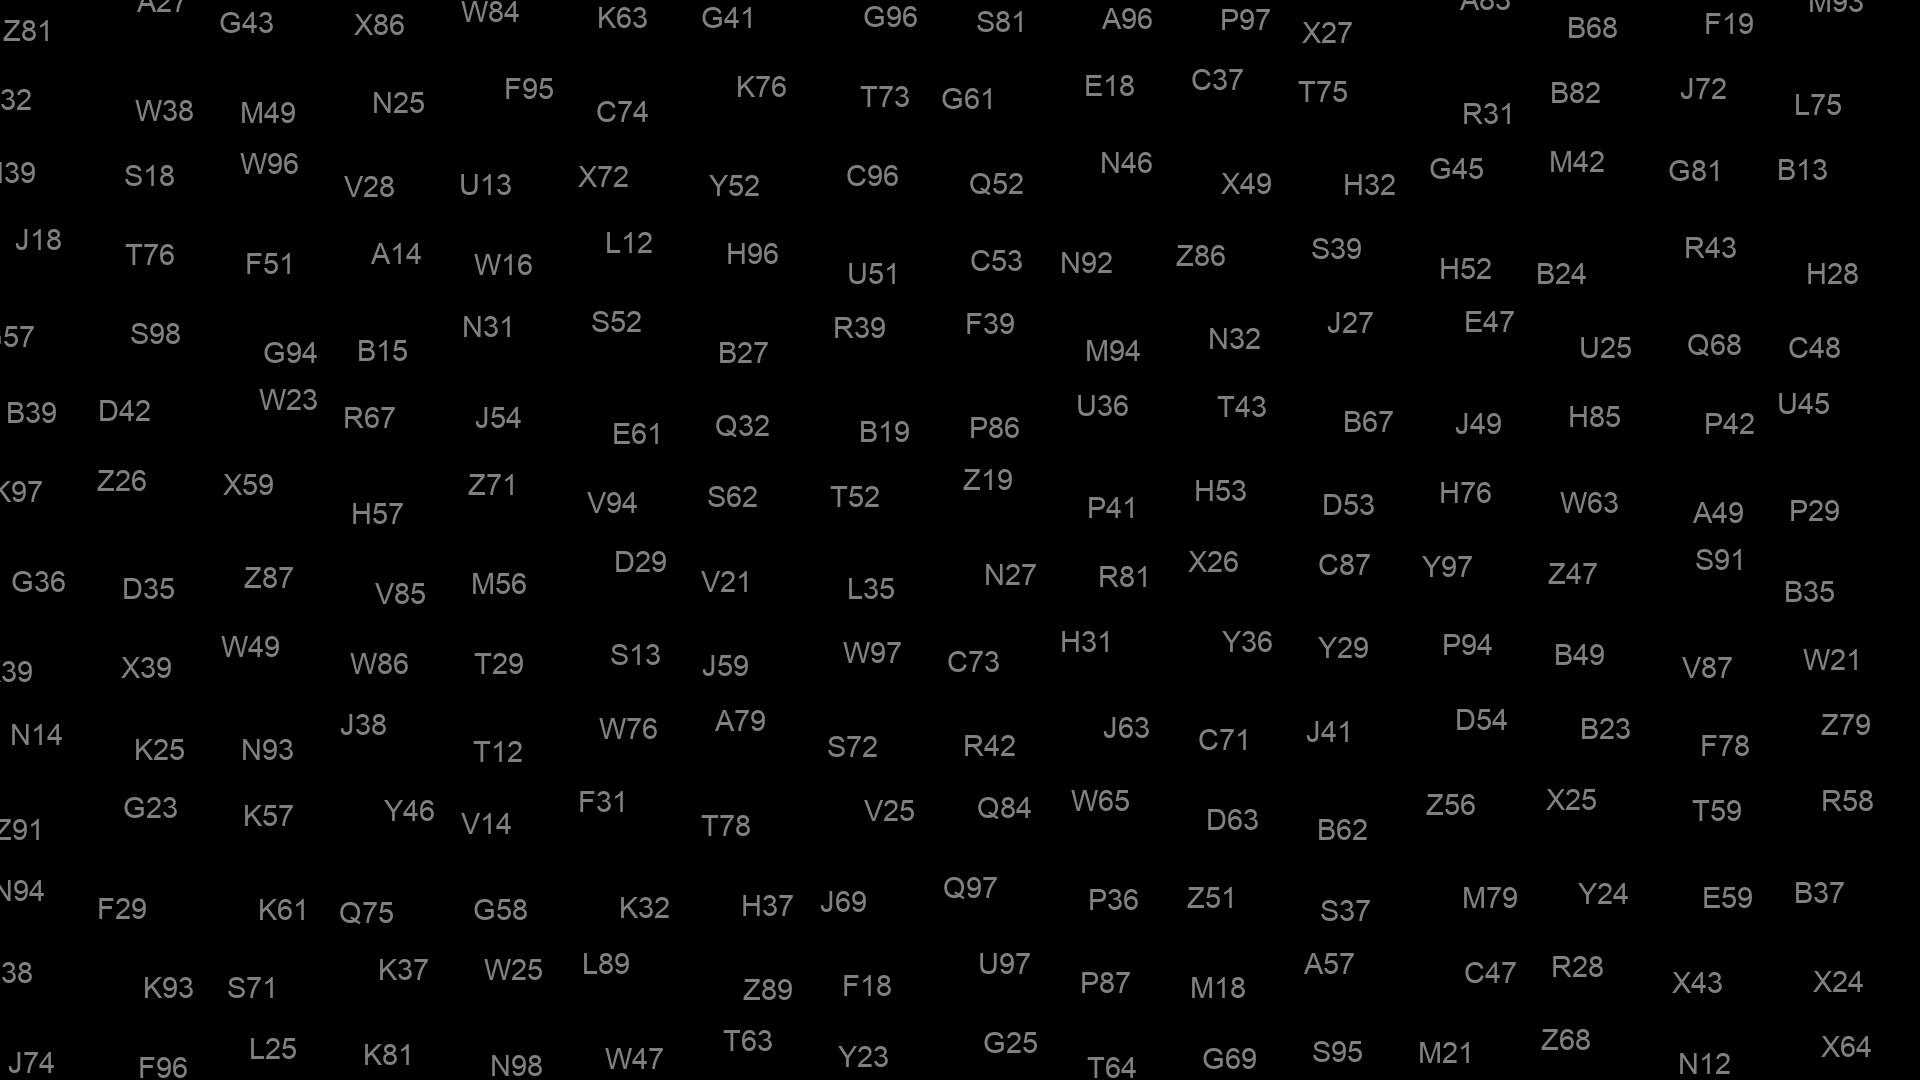 Z81 A27 G43 X86 W84 K63 G41 G96 S81 A96 P97 X27 A83 B68 F19 M93
32 W38 M49 N25 F95 C74 K76 T73 G61 E18 C37 T75 R31 B82 J72 L75
39 S18 W96 V28 U13 X72 Y52 C96 Q52 N46 X49 H32 G45 M42 G81 B13
J18 T76 F51 A14 W16 L12 H96 U51 C53 N92 Z86 S39 H52 B24 R43 H28
57 S98 G94 B15 N31 S52 B27 R39 F39 M94 N32 J27 E47 U25 Q68 C48
B39 D42 W23 R67 J54 E61 Q32 B19 P86 U36 T43 B67 J49 H85 P42 U45
K97 Z26 X59 H57 Z71 V94 S62 T52 Z19 P41 H53 D53 H76 W63 A49 P29
G36 D35 Z87 V85 M56 D29 V21 L35 N27 R81 X26 C87 Y97 Z47 S91 B35
39 X39 W49 W86 T29 S13 J59 W97 C73 H31 Y36 Y29 P94 B49 V87 W21
N14 K25 N93 J38 T12 W76 A79 S72 R42 J63 C71 J41 D54 B23 F78 Z79
Z91 G23 K57 Y46 V14 F31 T78 V25 Q84 W65 D63 B62 Z56 X25 T59 R58
N94 F29 K61 Q75 G58 K32 H37 J69 Q97 P36 Z51 S37 M79 Y24 E59 B37
38 K93 S71 K37 W25 L89 Z89 F18 U97 P87 M18 A57 C47 R28 X43 X24
J74 F96 L25 K81 N98 W47 T63 Y23 G25 T64 G69 S95 M21 Z68 N12 X64